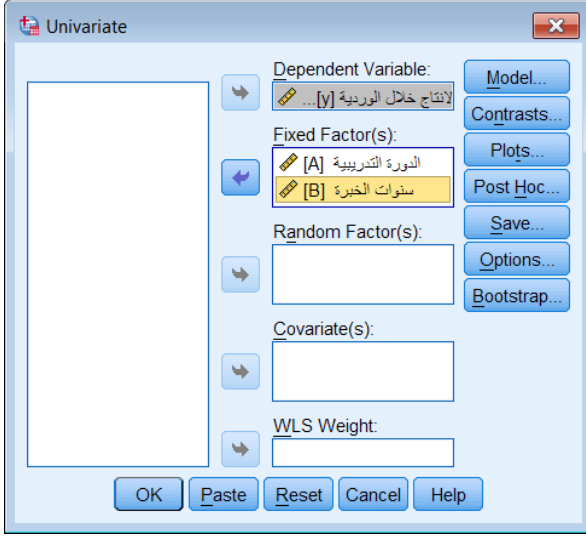 Univariate
Dependent Variable:
لانتاج خلال الوردية [y]...
Fixed Factor(s):
الدورة التدريبية [A]
سنوات الخبرة [B]
Random Factor(s):
Covariate(s):
WLS Weight:
Model...
Contrasts...
Plots...
Post Hoc...
Save...
Options...
Bootstrap...
OK Paste Reset Cancel Help